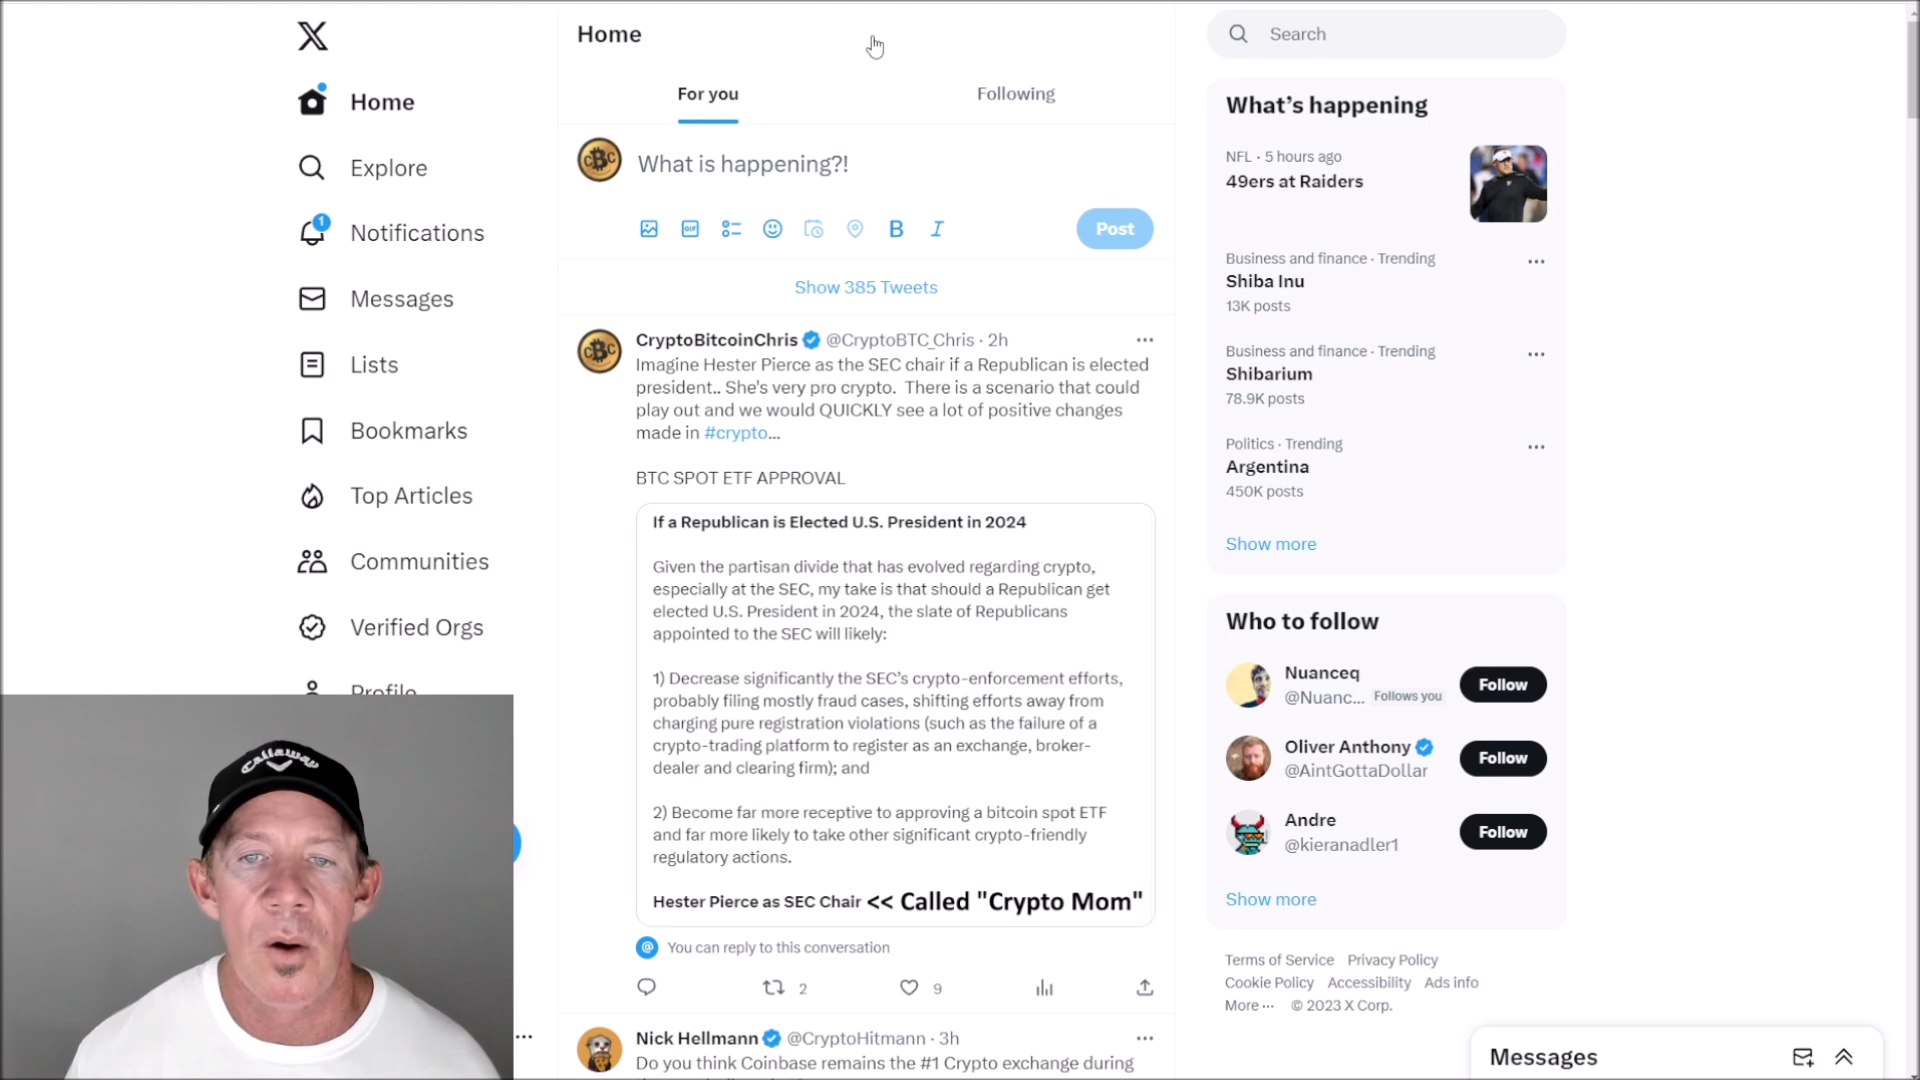 Home
Explore
1
Notifications
Messages
Lists
Bookmarks
Top Articles
Communities
Verified Orgs
Profile
Callaway
Home
For you
Following
CBC
What is happening?!
GIF
B I
Post
Show 385 Tweets
CBC
CryptoBitcoinChris @CryptoBTC_Chris · 2h
Imagine Hester Pierce as the SEC chair if a Republican is elected
president.. She's very pro crypto. There is a scenario that could
play out and we would QUICKLY see a lot of positive changes
made in #crypto...
BTC SPOT ETF APPROVAL
If a Republican is Elected U.S. President in 2024
Given the partisan divide that has evolved regarding crypto,
especially at the SEC, my take is that should a Republican get
elected U.S. President in 2024, the slate of Republicans
appointed to the SEC will likely:
1) Decrease significantly the SEC's crypto-enforcement efforts,
probably filing mostly fraud cases, shifting efforts away from
charging pure registration violations (such as the failure of a
crypto-trading platform to register as an exchange, broker-
dealer and clearing firm); and
2) Become far more receptive to approving a bitcoin spot ETF
and far more likely to take other significant crypto-friendly
regulatory actions.
Hester Pierce as SEC Chair << Called "Crypto Mom"
@ You can reply to this conversation
2 9
Nick Hellmann @CryptoHitmann · 3h
Do you think Coinbase remains the #1 Crypto exchange during
Search
What's happening
NFL · 5 hours ago
49ers at Raiders
Business and finance · Trending
Shiba Inu
13K posts
Business and finance · Trending
Shibarium
78.9K posts
Politics · Trending
Argentina
450K posts
Show more
Who to follow
Nuanceq
@Nuanc... Follows you
Follow
Oliver Anthony
@AintGottaDollar
Follow
Andre
@kieranadler1
Follow
Show more
Terms of Service Privacy Policy
Cookie Policy Accessibility Ads info
More ··· © 2023 X Corp.
Messages